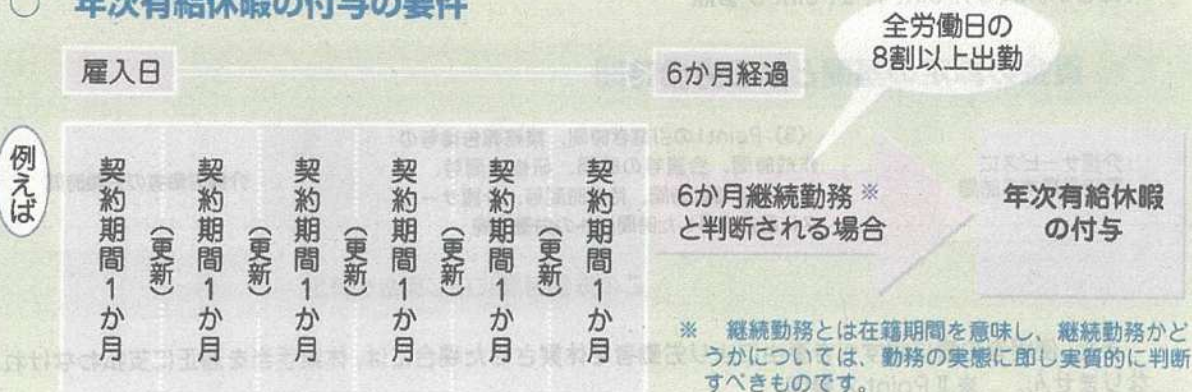 ○ 年次有給休暇の付与の要件
全労働日の
8割以上出勤
雇入日
6か月経過
例えば
契約期間1か月
（更新）
契約期間1か月
（更新）
契約期間1か月
（更新）
契約期間1か月
（更新）
契約期間1か月
（更新）
契約期間1か月
6か月継続勤務※
と判断される場合
年次有給休暇
の付与
※ 継続勤務とは在籍期間を意味し、継続勤務かど
うかについては、勤務の実態に即し実質的に判断
すべきものです。